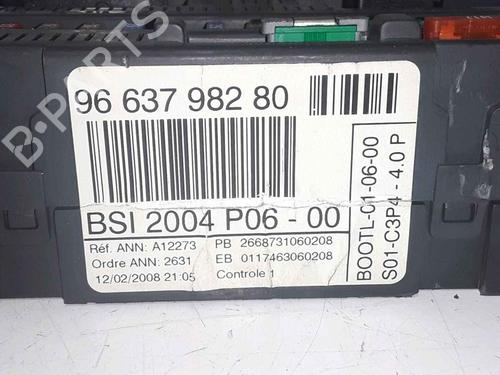 96 637 982 80
BSI 2004 P06 - 00
Réf. ANN: A12273 PB 2668731060208
Ordre ANN: 2631 EB 0117463060208
12/02/2008 21:05 Controle 1
BOOTL-01-06-00
S01-C3P4 - 4.0 P
B-PARTS